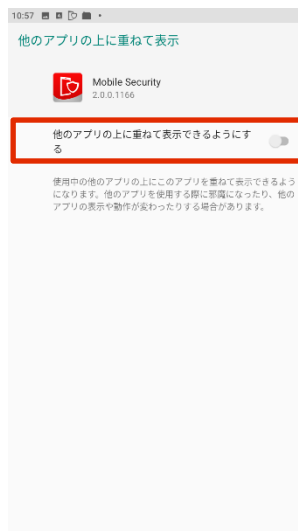 10:57
他のアプリの上に重ねて表示
Mobile Security
2.0.0.1166
他のアプリの上に重ねて表示できるようにす
る
使用中の他のアプリの上にこのアプリを重ねて表示できるよう
になります。他のアプリを使用する際に邪魔になったり、他の
アプリの表示や動作が変わったりする場合があります。